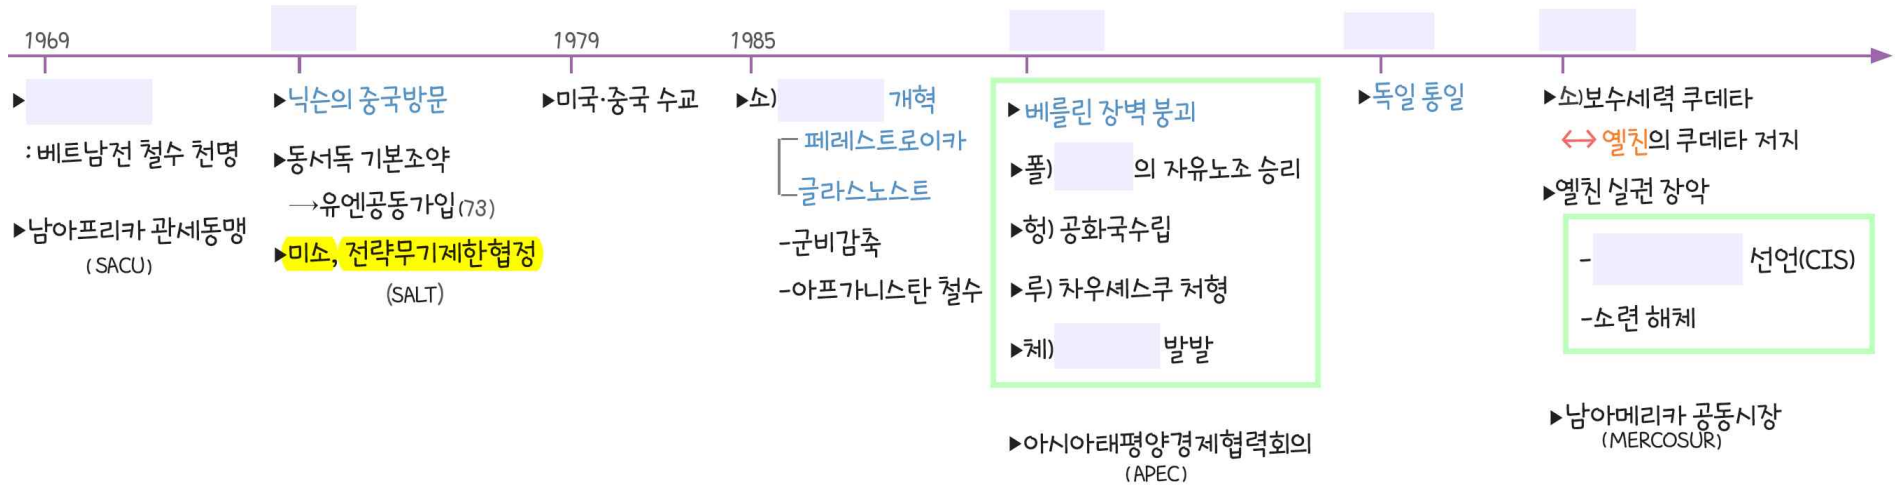 1969
▶
: 베트남전 철수 천명
▶남아프리카 관세동맹
(SACU)
▶닉슨의 중국방문
▶동서독 기본조약
→유엔공동가입(73)
▶미소, 전략무기제한협정
(SALT)
1979
▶미국·중국 수교
1985
▶소) 개혁
페레스트로이카
글라스노스트
-군비감축
-아프가니스탄 철수
▶베를린 장벽 붕괴
▶폴) 의 자유노조 승리
▶헝) 공화국수립
▶루) 차우셰스쿠 처형
▶체) 발발
▶아시아태평양경제협력회의
(APEC)
▶독일 통일
▶소)보수세력 쿠데타
↔ 옐친의 쿠데타 저지
▶옐친 실권 장악
- 선언(CIS)
-소련 해체
▶남아메리카 공동시장
(MERCOSUR)